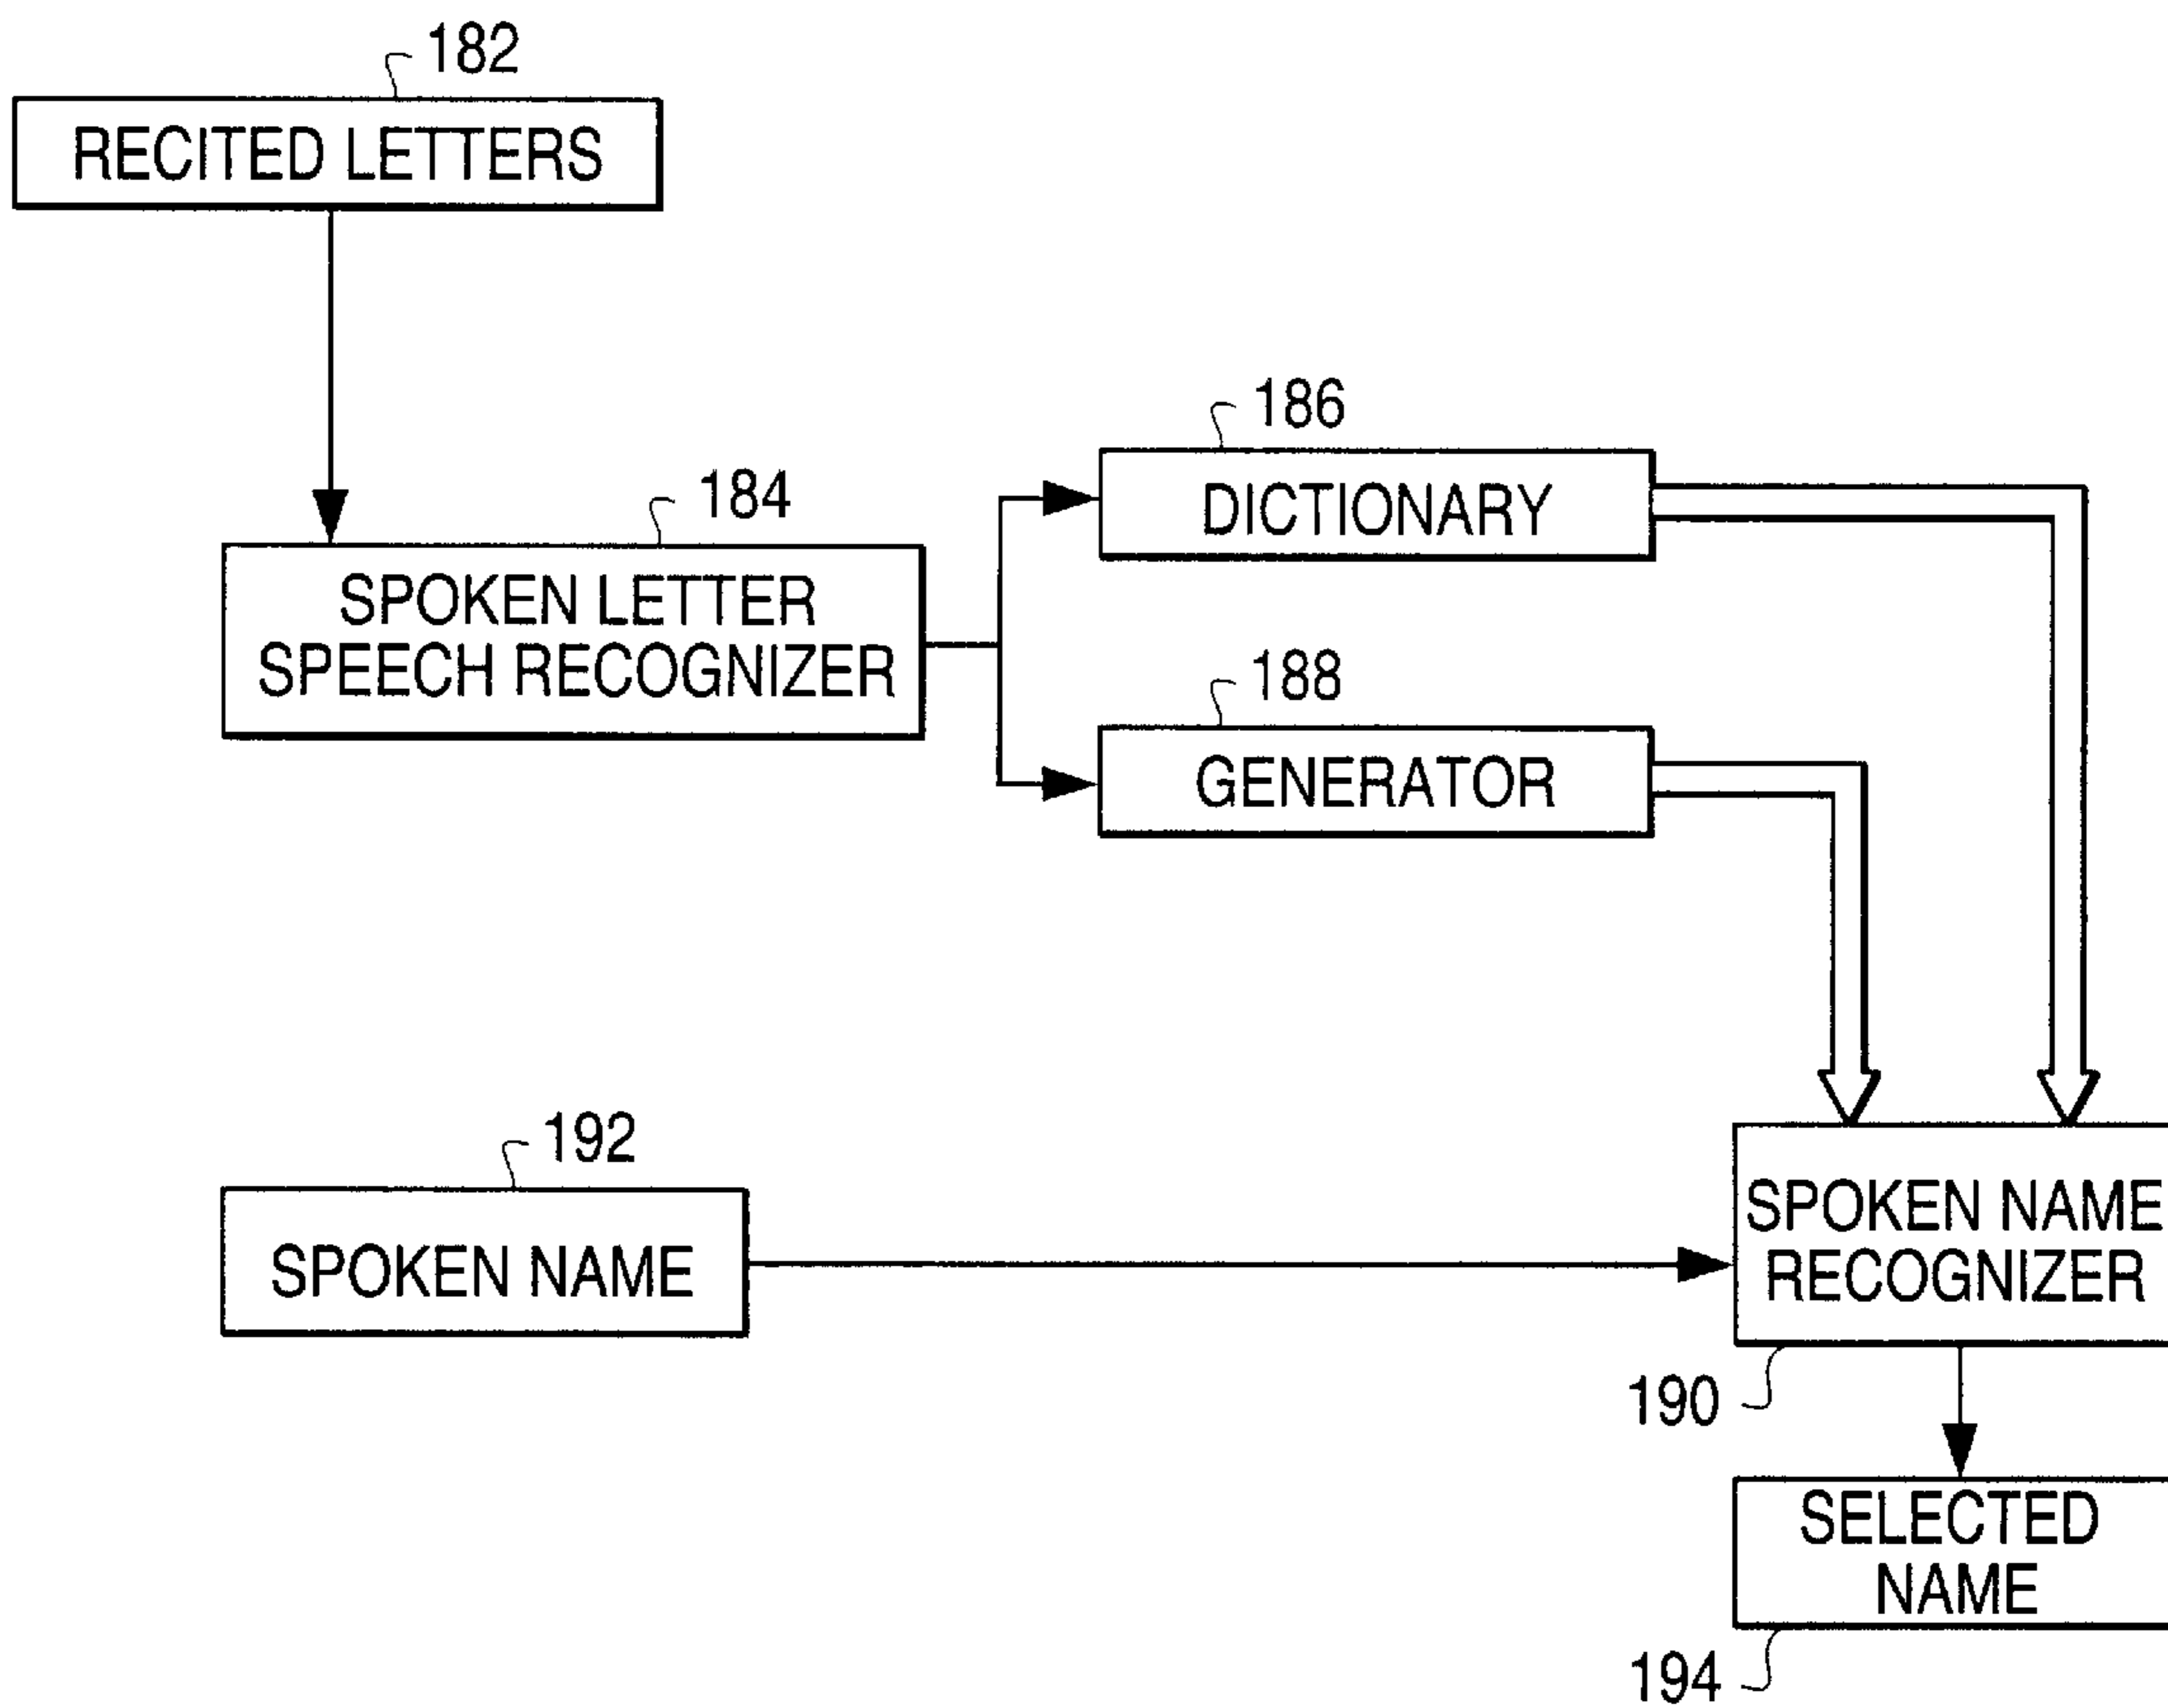 182
RECITED LETTERS
184
SPOKEN LETTER
SPEECH RECOGNIZER
186
DICTIONARY
188
GENERATOR
192
SPOKEN NAME
SPOKEN NAME
RECOGNIZER
190
SELECTED
NAME
194